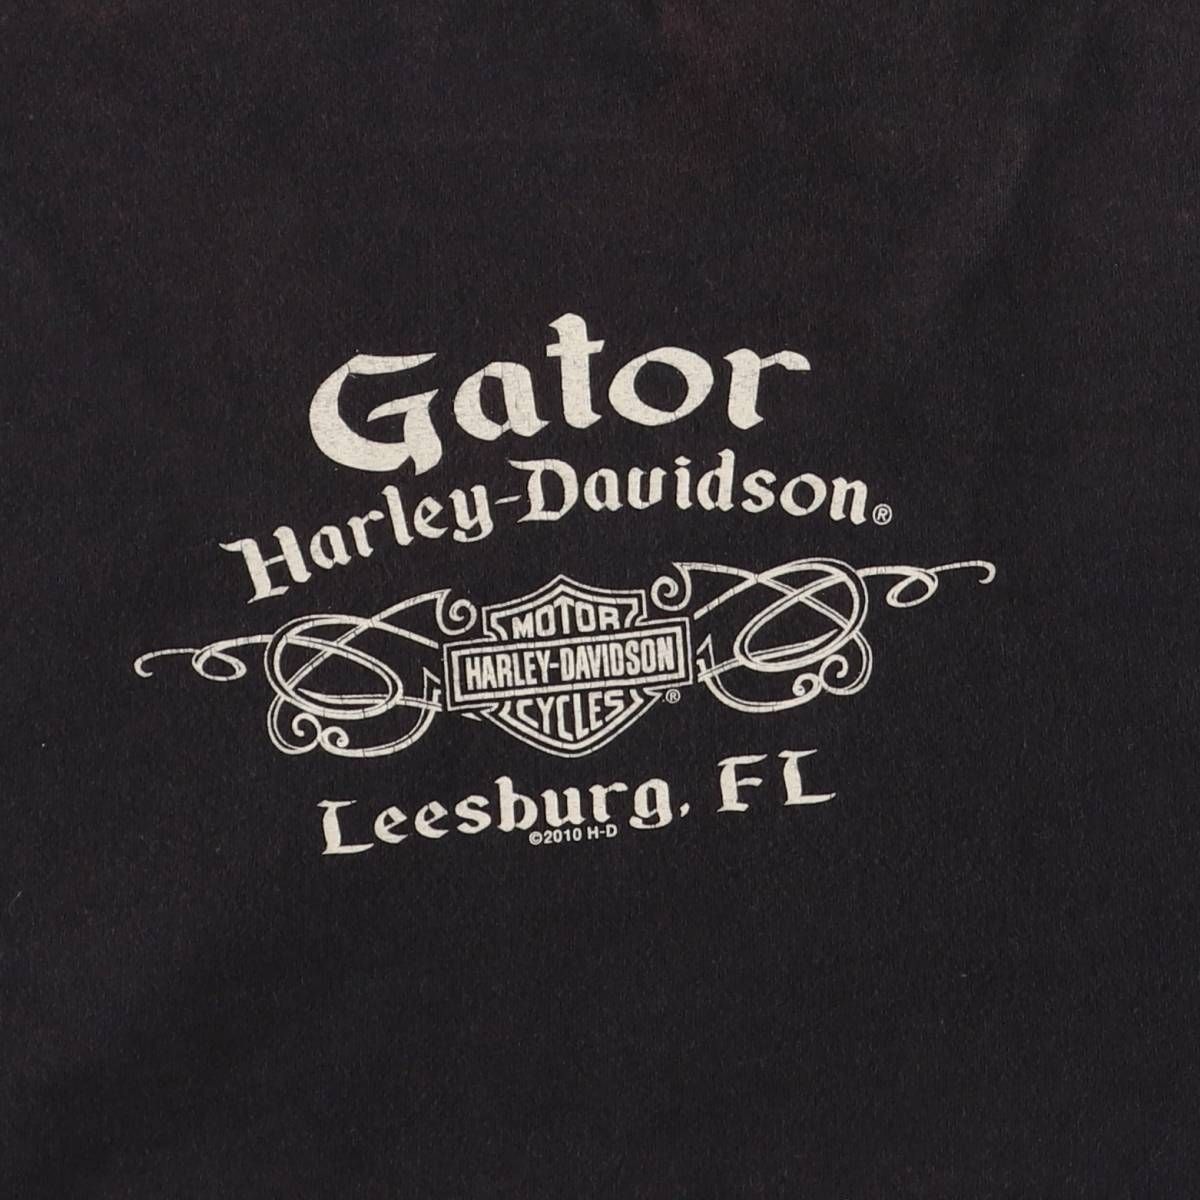 Gator
Harley-Davidson®
MOTOR
HARLEY-DAVIDSON
CYCLES®
Leesburg, FL
©2010 H-D